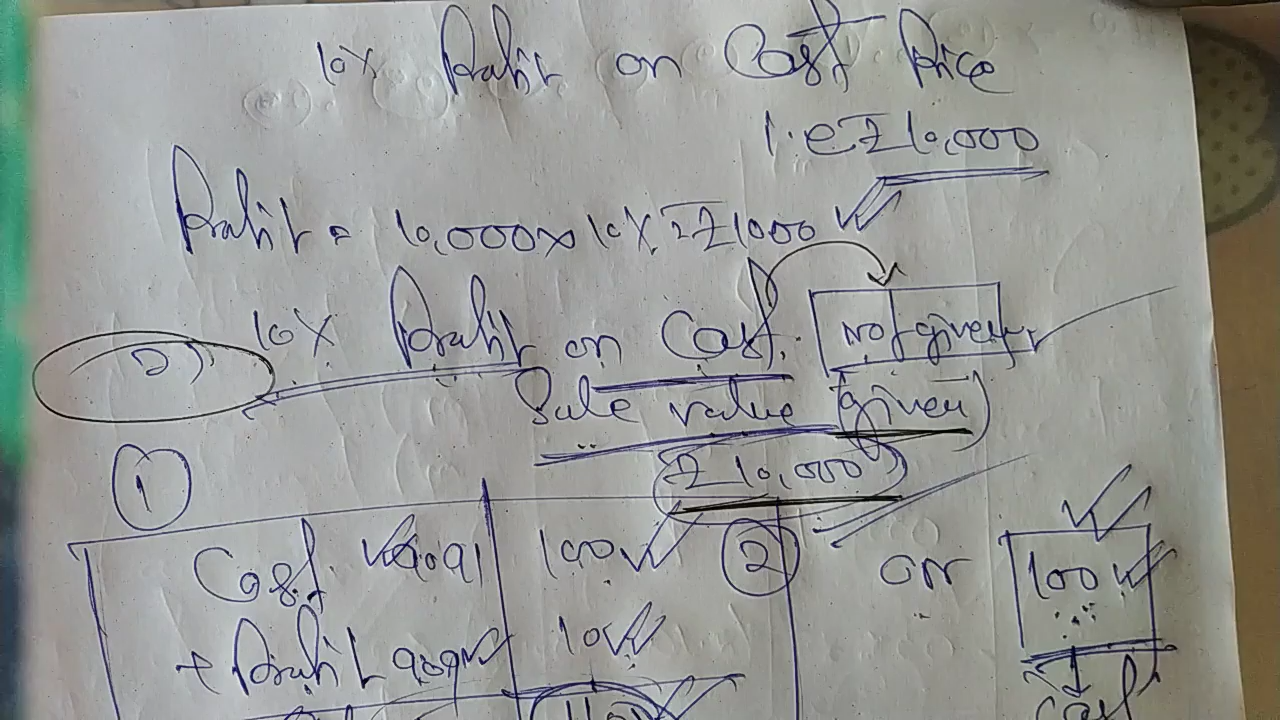 10% Profit on Cost Price
i.e ₹10,000
Profit = 10,000 x 10% = ₹1000
2) 10% Profit on Cost. not given
Sale value (given)
₹10,000
1
Cost 100 2 or 100
+ Profit 10
110
Cost